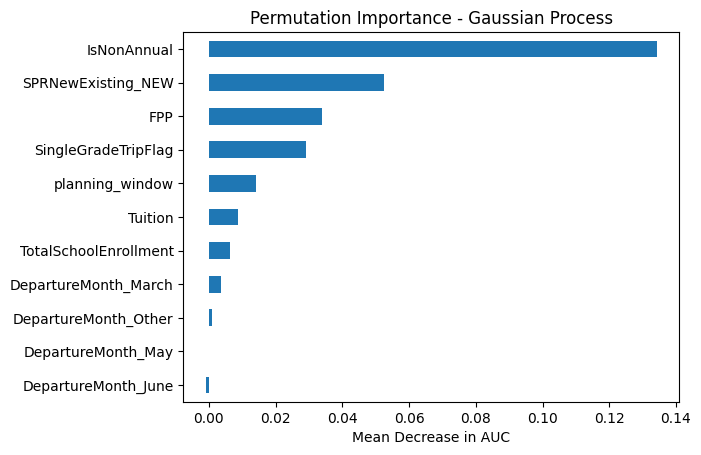 Permutation Importance - Gaussian Process
IsNonAnnual
SPRNewExisting_NEW
FPP
SingleGradeTripFlag
planning_window
Tuition
TotalSchoolEnrollment
DepartureMonth_March
DepartureMonth_Other
DepartureMonth_May
DepartureMonth_June
0.00 0.02 0.04 0.06 0.08 0.10 0.12 0.14
Mean Decrease in AUC